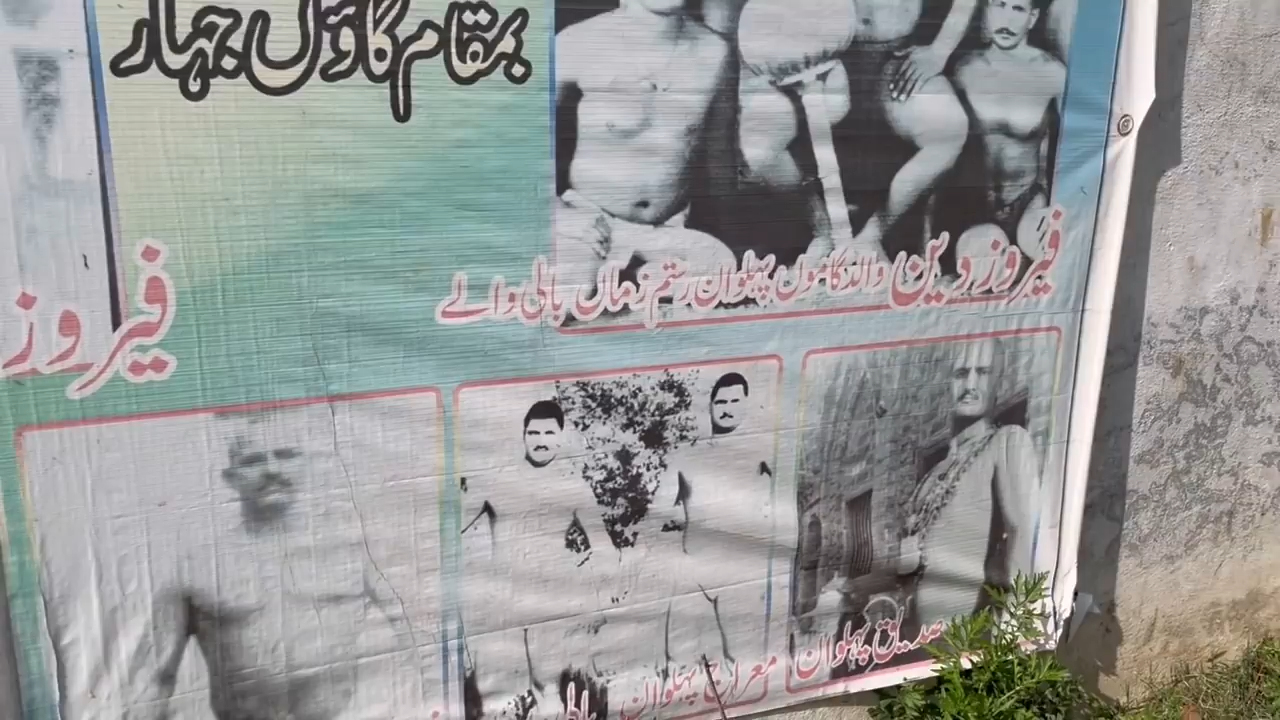 بمقام گاؤں جہار
فیروز دین والد گاموں پہلوان رستم زماں بالی والے
فیروز
صدیق پہلوان
معراج پہلوان